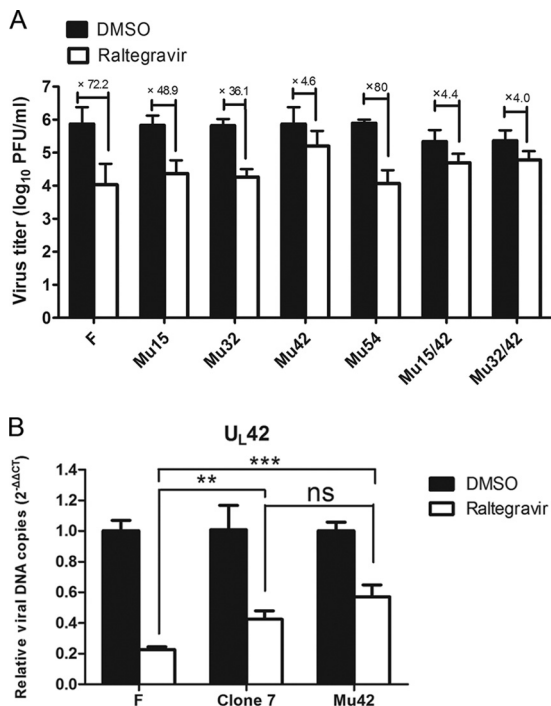 A
DMSO
Raltegravir
× 72.2
× 48.9
× 36.1
× 4.6
×80
×4.4
×4.0
Virus titer (log10 PFU/ml)
7
6
5
4
3
2
1
0
F
Mu15
Mu32
Mu42
Mu54
Mu15/42
Mu32/42
B
UL42
DMSO
Raltegravir
***
**
ns
Relative viral DNA copies (2-ΔΔCT)
1.4
1.2
1.0
0.8
0.6
0.4
0.2
0.0
F
Clone 7
Mu42